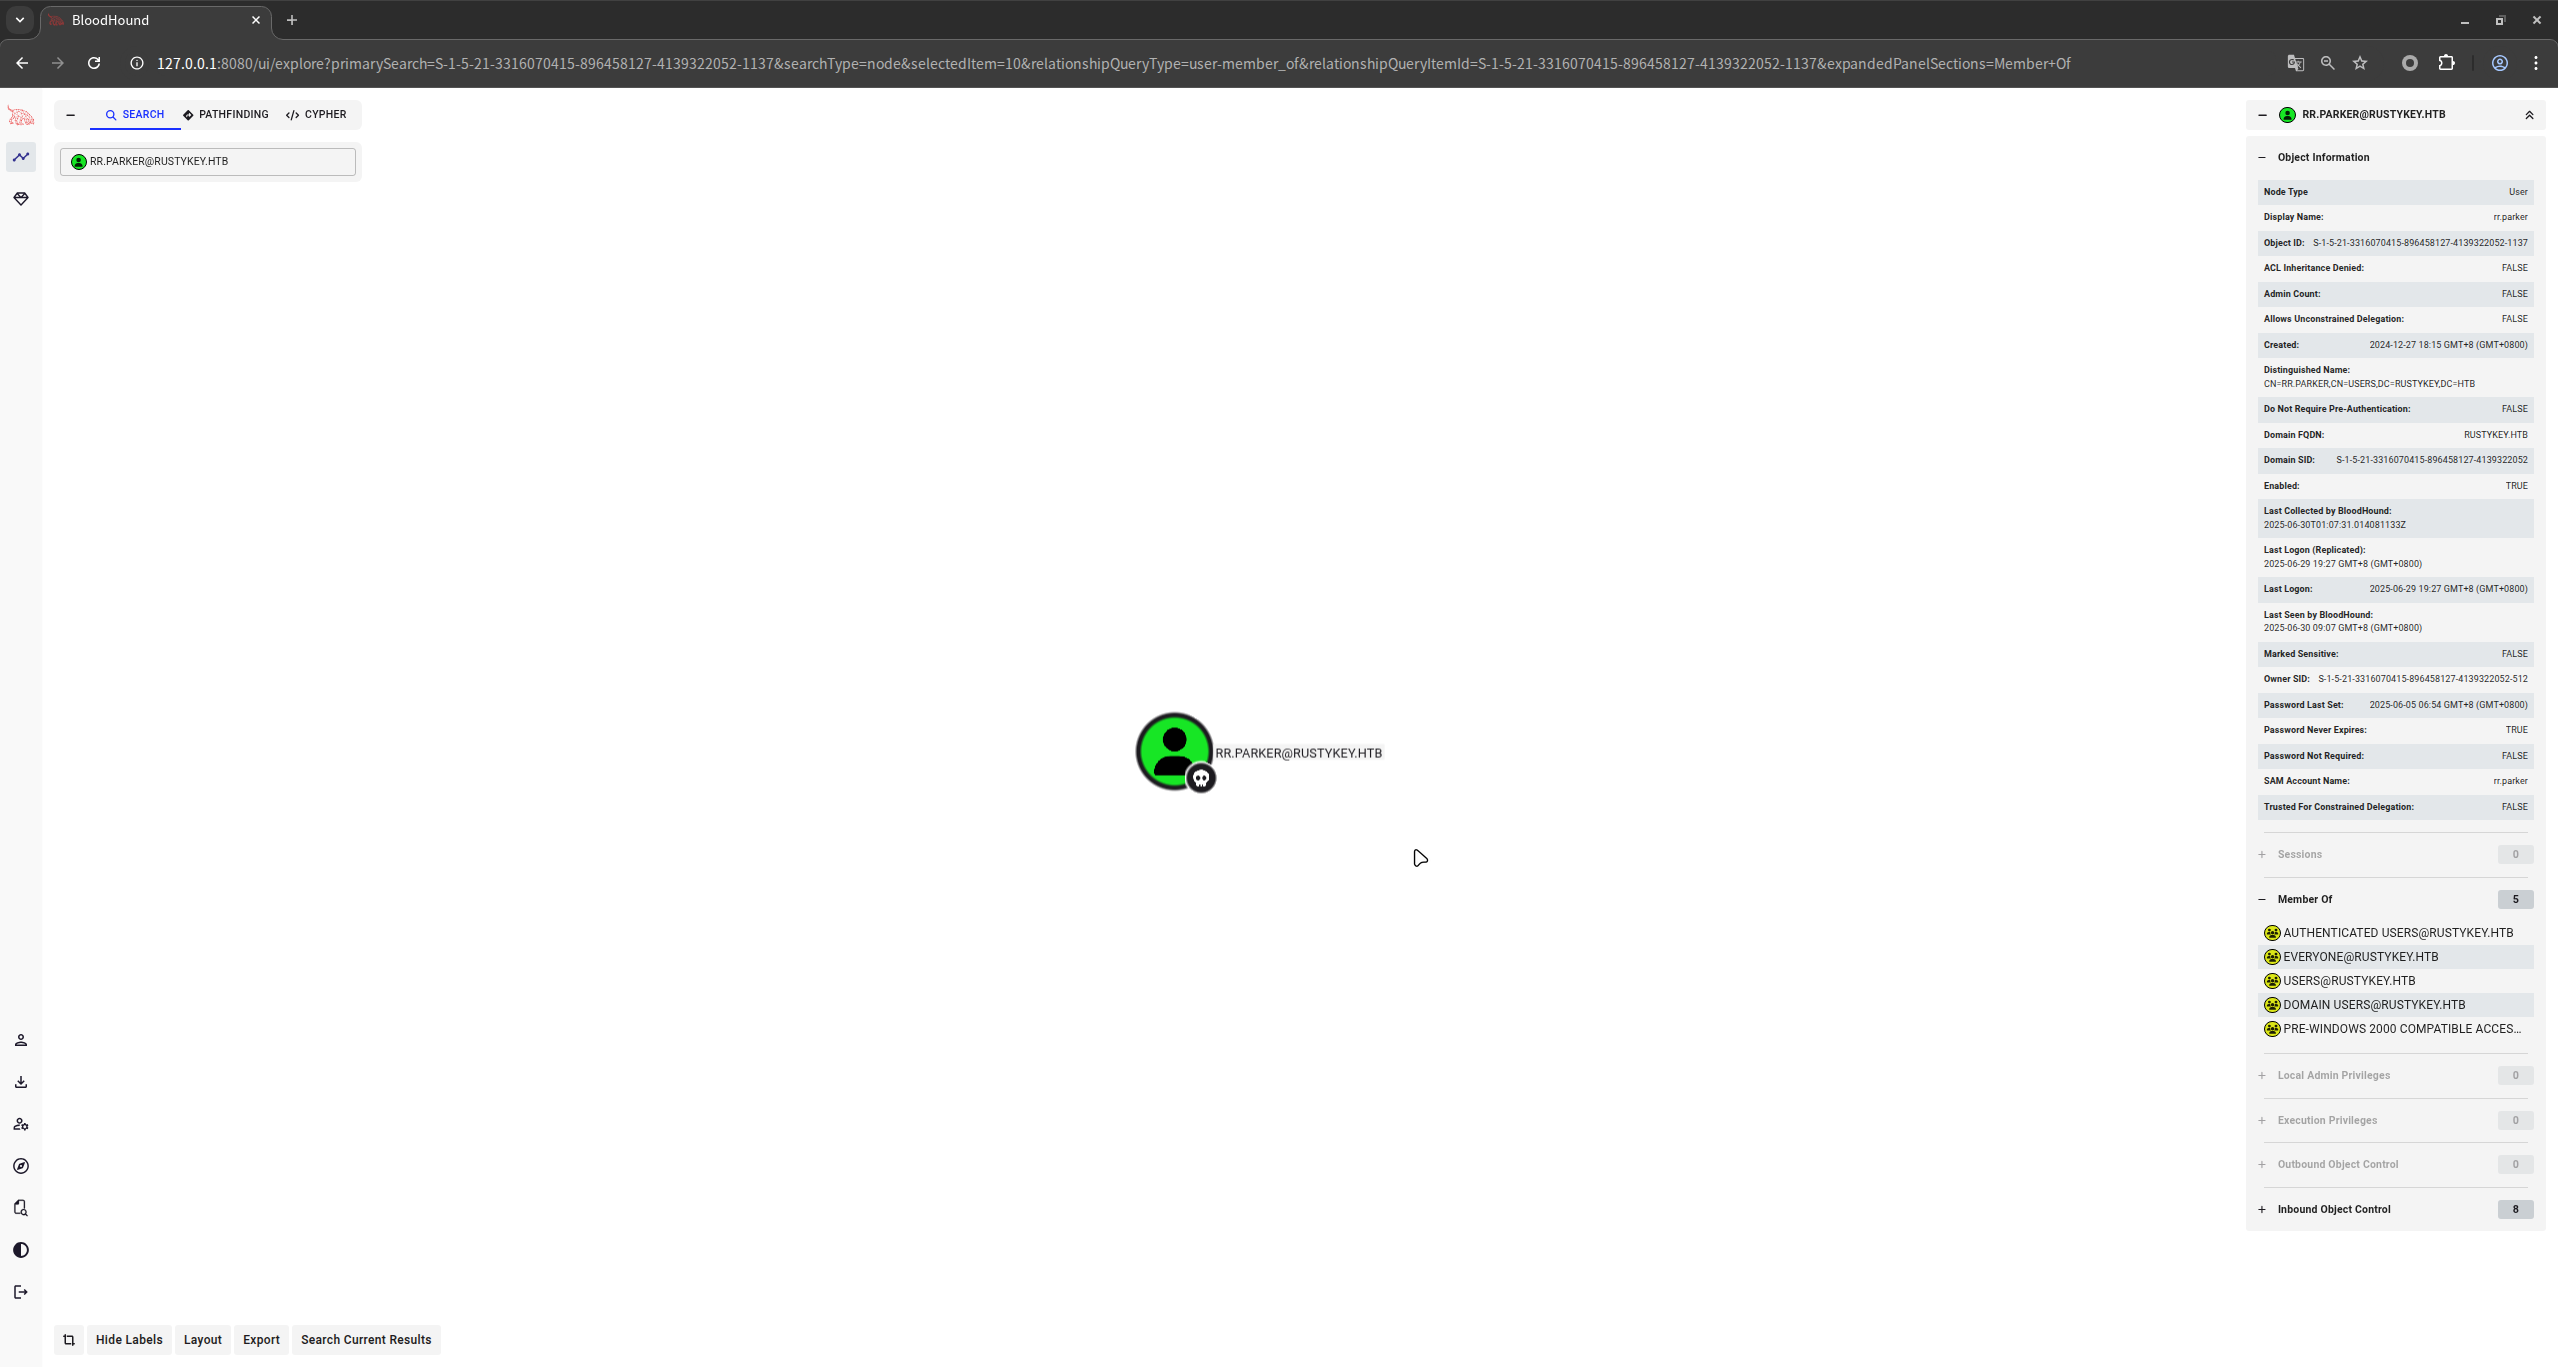 BloodHound
127.0.0.1:8080/ui/explore?primarySearch=S-1-5-21-3316070415-896458127-4139322052-1137&searchType=node&selectedItem=10&relationshipQueryType=user-member_of&relationshipQueryItemId=S-1-5-21-3316070415-896458127-4139322052-1137&expandedPanelSections=Member+Of
SEARCH PATHFINDING CYPHER
RR.PARKER@RUSTYKEY.HTB
RR.PARKER@RUSTYKEY.HTB
Hide Labels Layout Export Search Current Results
RR.PARKER@RUSTYKEY.HTB
Object Information
Node Type User
Display Name: rr.parker
Object ID: S-1-5-21-3316070415-896458127-4139322052-1137
ACL Inheritance Denied: FALSE
Admin Count: FALSE
Allows Unconstrained Delegation: FALSE
Created: 2024-12-27 18:15 GMT+8 (GMT+0800)
Distinguished Name:
CN=RR.PARKER,CN=USERS,DC=RUSTYKEY,DC=HTB
Do Not Require Pre-Authentication: FALSE
Domain FQDN: RUSTYKEY.HTB
Domain SID: S-1-5-21-3316070415-896458127-4139322052
Enabled: TRUE
Last Collected by BloodHound:
2025-06-30T01:07:31.014081133Z
Last Logon (Replicated):
2025-06-29 19:27 GMT+8 (GMT+0800)
Last Logon: 2025-06-29 19:27 GMT+8 (GMT+0800)
Last Seen by BloodHound:
2025-06-30 09:07 GMT+8 (GMT+0800)
Marked Sensitive: FALSE
Owner SID: S-1-5-21-3316070415-896458127-4139322052-512
Password Last Set: 2025-06-05 06:54 GMT+8 (GMT+0800)
Password Never Expires: TRUE
Password Not Required: FALSE
SAM Account Name: rr.parker
Trusted For Constrained Delegation: FALSE
Sessions 0
Member Of 5
AUTHENTICATED USERS@RUSTYKEY.HTB
EVERYONE@RUSTYKEY.HTB
USERS@RUSTYKEY.HTB
DOMAIN USERS@RUSTYKEY.HTB
PRE-WINDOWS 2000 COMPATIBLE ACCES...
Local Admin Privileges 0
Execution Privileges 0
Outbound Object Control 0
Inbound Object Control 8